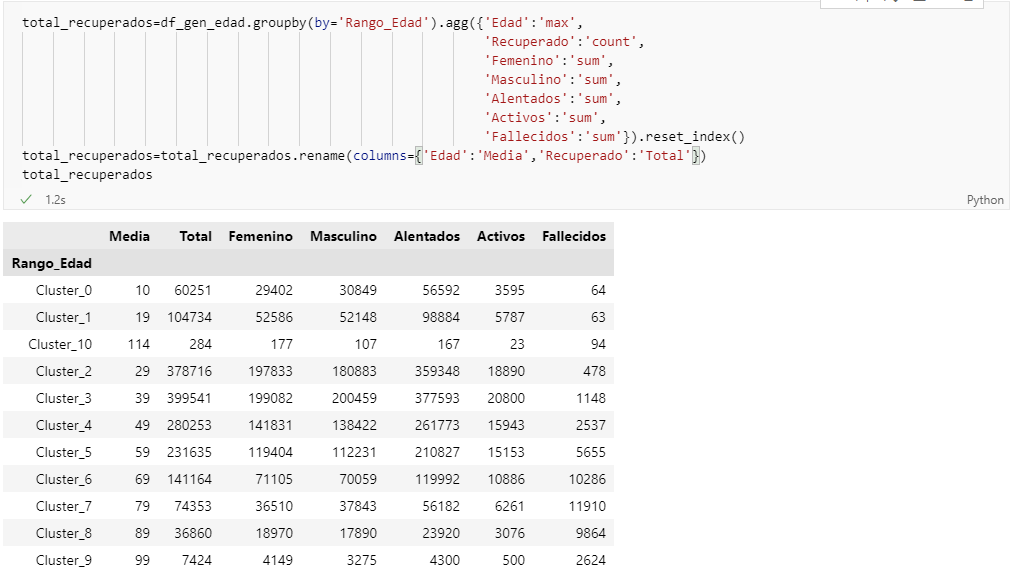 total_recuperados=df_gen_edad.groupby(by='Rango_Edad').agg({'Edad':'max',
'Recuperado':'count',
'Femenino':'sum',
'Masculino':'sum',
'Alentados':'sum',
'Activos':'sum',
'Fallecidos':'sum'}).reset_index()
total_recuperados=total_recuperados.rename(columns={'Edad':'Media','Recuperado':'Total'})
total_recuperados
1.2s Python
Media Total Femenino Masculino Alentados Activos Fallecidos
Rango_Edad
Cluster_0 10 60251 29402 30849 56592 3595 64
Cluster_1 19 104734 52586 52148 98884 5787 63
Cluster_10 114 284 177 107 167 23 94
Cluster_2 29 378716 197833 180883 359348 18890 478
Cluster_3 39 399541 199082 200459 377593 20800 1148
Cluster_4 49 280253 141831 138422 261773 15943 2537
Cluster_5 59 231635 119404 112231 210827 15153 5655
Cluster_6 69 141164 71105 70059 119992 10886 10286
Cluster_7 79 74353 36510 37843 56182 6261 11910
Cluster_8 89 36860 18970 17890 23920 3076 9864
Cluster_9 99 7424 4149 3275 4300 500 2624